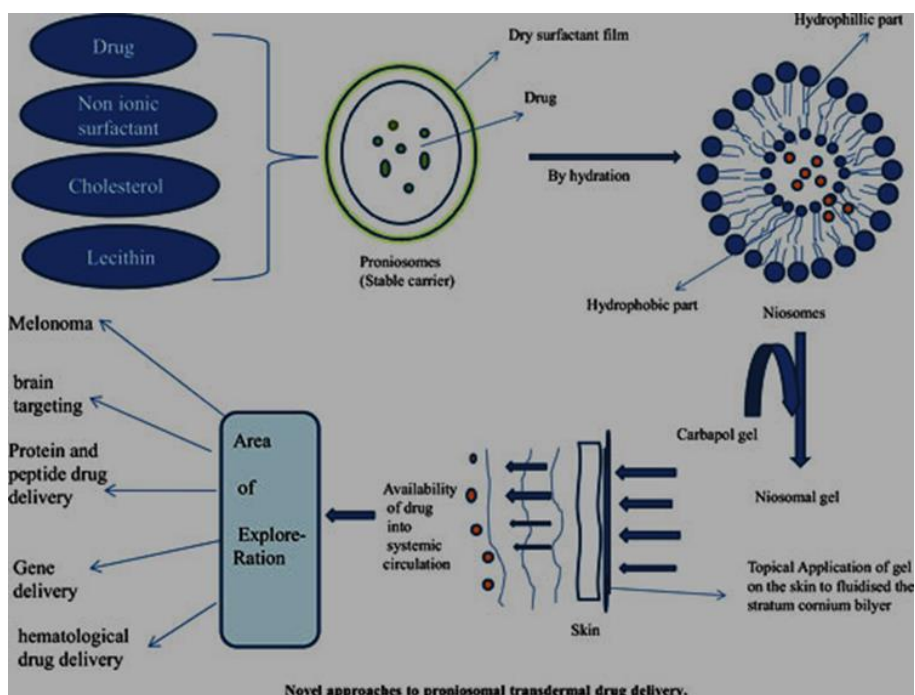 Drug
Non ionic
surfactant
Cholesterol
Lecithin
Dry surfactant film
Drug
Proniosomes
(Stable carrier)
By hydration
Hydrophillic part
Hydrophobic part
Niosomes
Carbapol gel
Niosomal gel
Topical Application of gel
on the skin to fluidised the
stratum cornium bilyer
Skin
Availability
of drug
into
systemic
circulation
Area
of
Explore-
Ration
Melonoma
brain
targeting
Protein and
peptide drug
delivery
Gene
delivery
hematological
drug delivery
Novel approaches to proniosomal transdermal drug delivery.